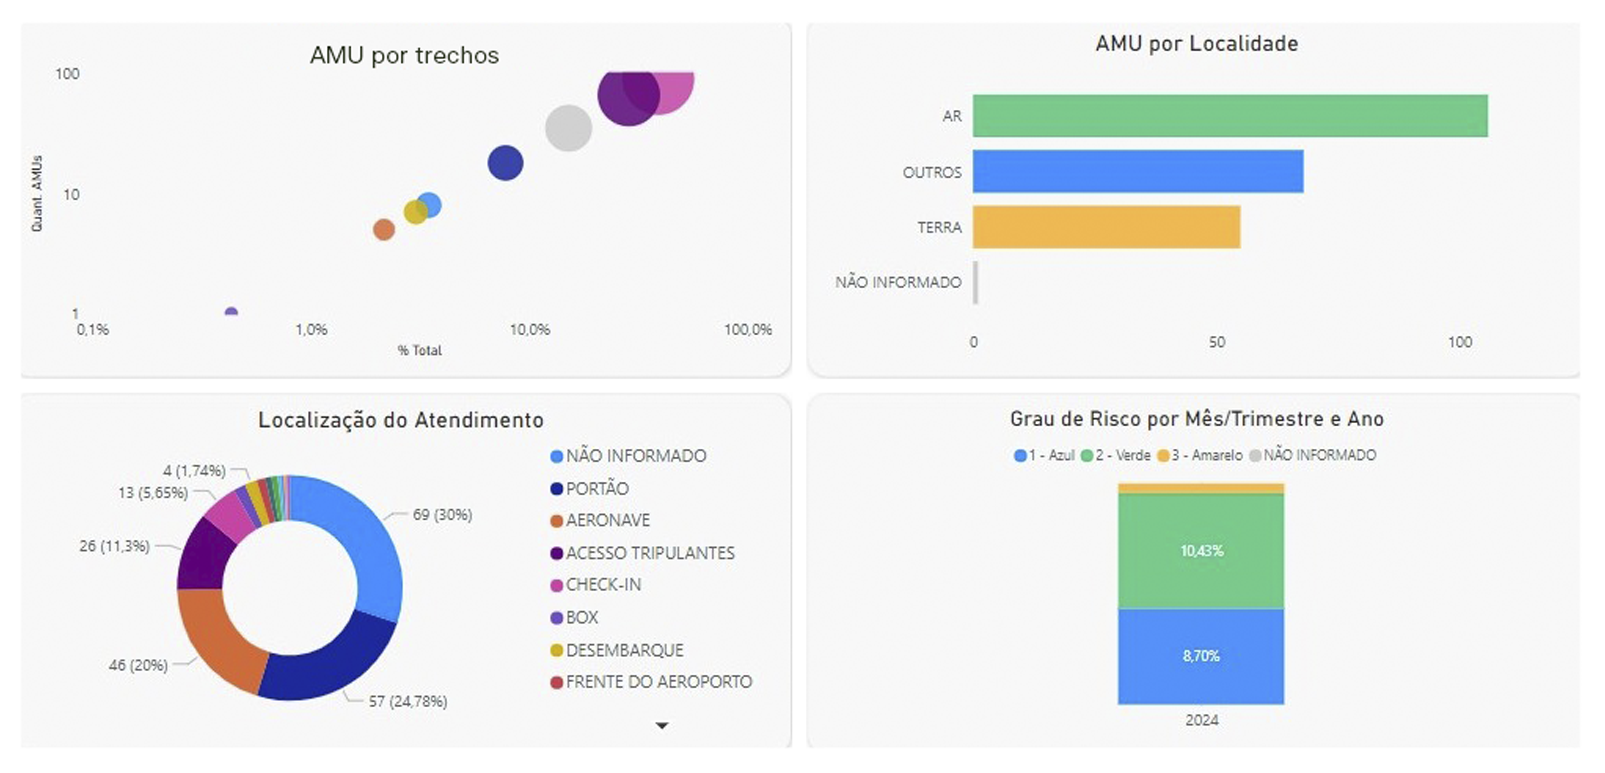 AMU por trechos
100
10
1
Quant. AMUs
0,1%
1,0%
10,0%
100,0%
% Total
AMU por Localidade
AR
OUTROS
TERRA
NÃO INFORMADO
0
50
100
Localização do Atendimento
4 (1,74%)
13 (5,65%)
26 (11,3%)
46 (20%)
57 (24,78%)
69 (30%)
NÃO INFORMADO
PORTÃO
AERONAVE
ACESSO TRIPULANTES
CHECK-IN
BOX
DESEMBARQUE
FRENTE DO AEROPORTO
Grau de Risco por Mês/Trimestre e Ano
1 - Azul 2 - Verde 3 - Amarelo NÃO INFORMADO
10,43%
8,70%
2024